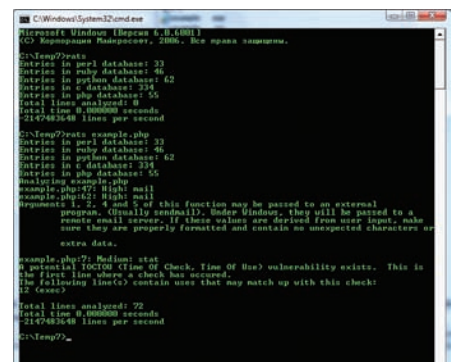 C:\Windows\System32\cmd.exe
Microsoft Windows [Версия 6.0.6001]
(C) Корпорация Майкрософт, 2006. Все права защищены.
C:\Temp7>rats
Entries in perl database: 33
Entries in ruby database: 46
Entries in python database: 62
Entries in c database: 334
Entries in php database: 55
Total lines analyzed: 0
Total time 0.000000 seconds
-2147483648 lines per second
C:\Temp7>rats example.php
Entries in perl database: 33
Entries in ruby database: 46
Entries in python database: 62
Entries in c database: 334
Entries in php database: 55
Analyzing example.php
example.php:47: High: mail
example.php:62: High: mail
Arguments 1, 2, 4 and 5 of this function may be passed to an external
program. (Usually sendmail). Under Windows, they will be passed to a
remote email server. If these values are derived from user input, make
sure they are properly formatted and contain no unexpected characters or
extra data.
example.php:7: Medium: stat
A potential TOCTOU (Time Of Check, Time Of Use) vulnerability exists. This is
the first line where a check has occured.
The following line(s) contain uses that may match up with this check:
12 (exec)
Total lines analyzed: 72
Total time 0.000000 seconds
-2147483648 lines per second
C:\Temp7>_